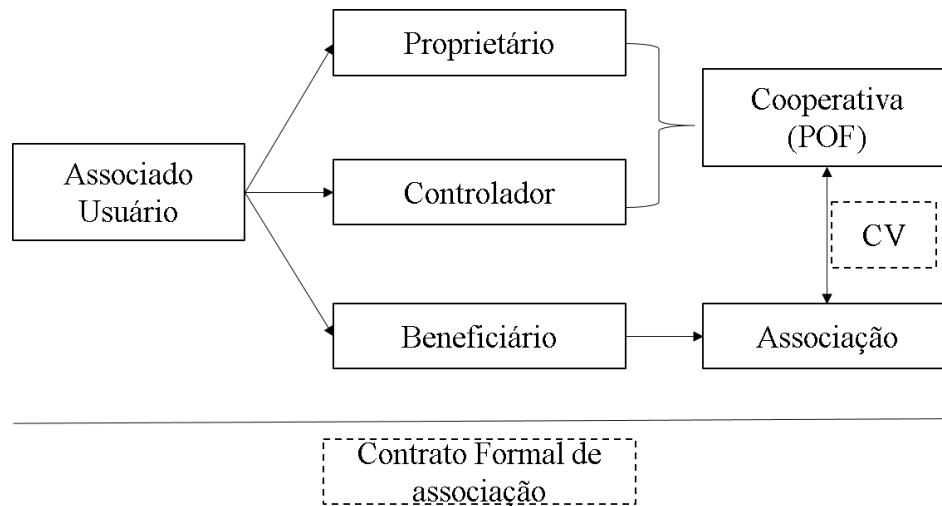 Proprietário
Cooperativa
(POF)
Associado
Usuário
Controlador
CV
Beneficiário
Associação
Contrato Formal de
associação